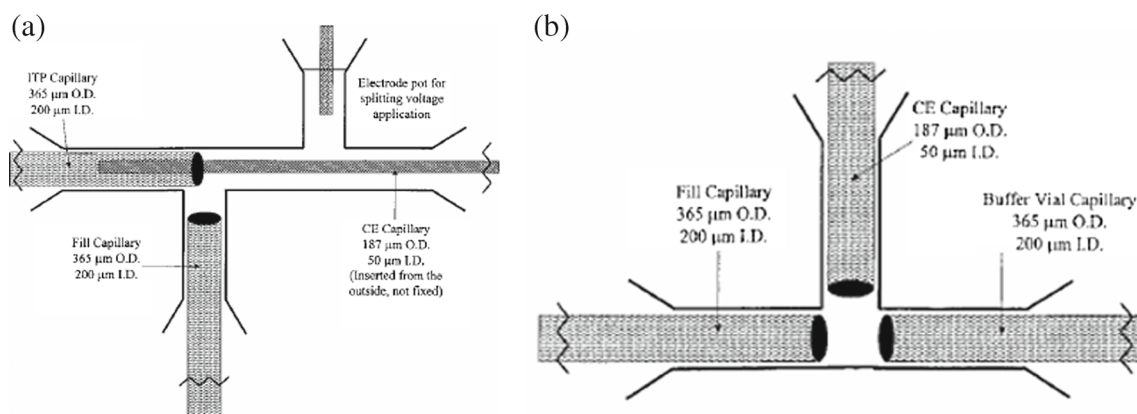 (a)
ITP Capillary
365 μm O.D.
200 μm I.D.
Electrode pot for
splitting voltage
application
Fill Capillary
365 μm O.D.
200 μm I.D.
CE Capillary
187 μm O.D.
50 μm I.D.
(Inserted from the
outside, not fixed)
(b)
CE Capillary
187 μm O.D.
50 μm I.D.
Fill Capillary
365 μm O.D.
200 μm I.D.
Buffer Vial Capillary
365 μm O.D.
200 μm I.D.